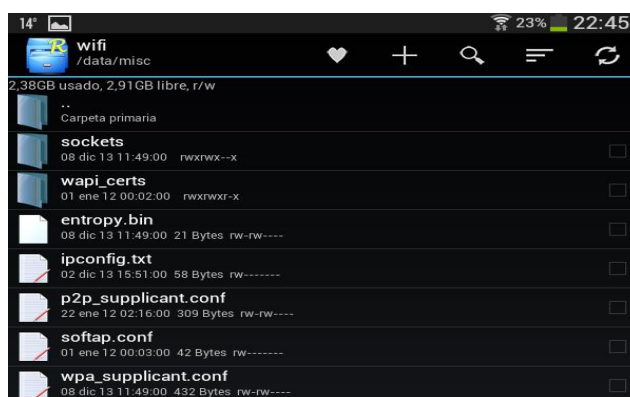 14° 23% 22:45
wifi
/data/misc
2,38GB usado, 2,91GB libre, r/w
..
Carpeta primaria
sockets
08 dic 13 11:49:00 rwxrwx--x
wapi_certs
01 ene 12 00:02:00 rwxrwxr-x
entropy.bin
08 dic 13 11:49:00 21 Bytes rw-rw----
ipconfig.txt
02 dic 13 15:51:00 58 Bytes rw-------
p2p_supplicant.conf
22 ene 12 02:16:00 309 Bytes rw-rw----
softap.conf
01 ene 12 00:03:00 42 Bytes rw-------
wpa_supplicant.conf
08 dic 13 11:49:00 432 Bytes rw-rw----